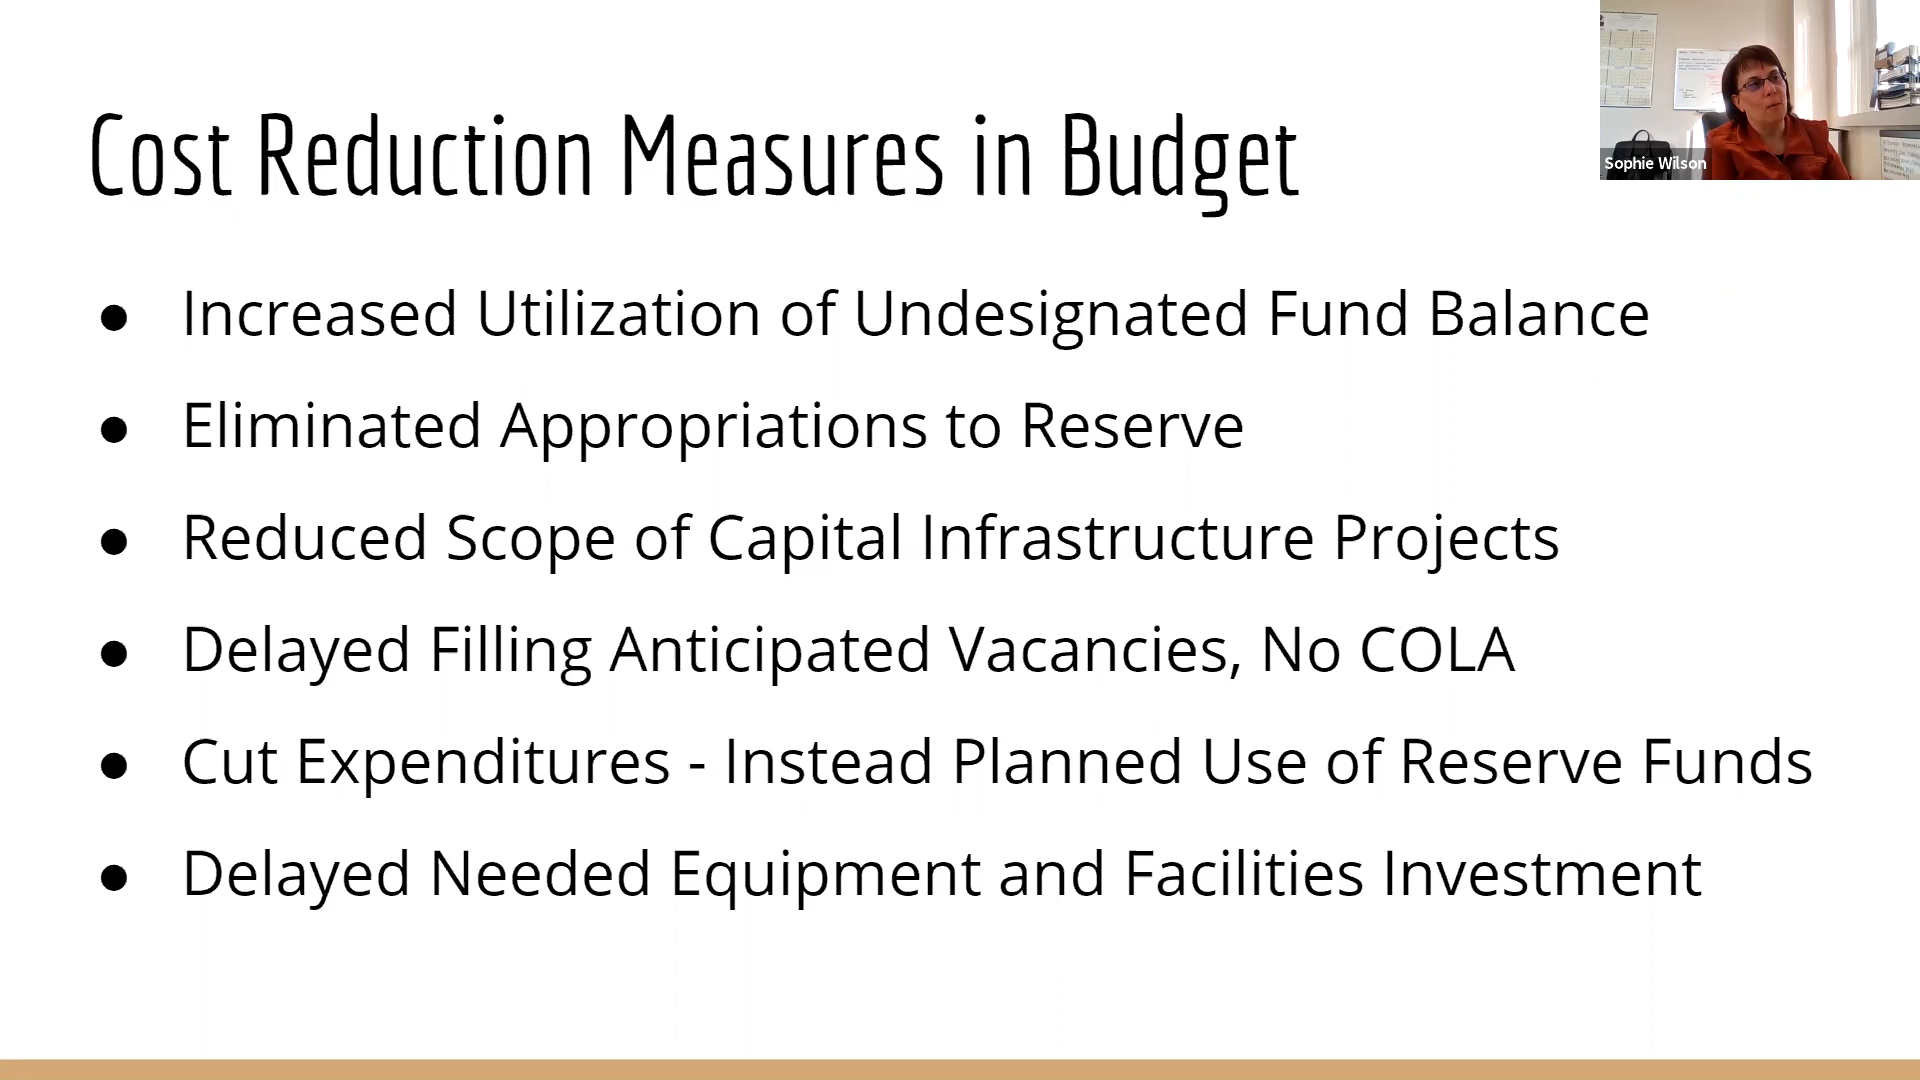 Cost Reduction Measures in Budget
Sophie Wilson
● Increased Utilization of Undesignated Fund Balance
● Eliminated Appropriations to Reserve
● Reduced Scope of Capital Infrastructure Projects
● Delayed Filling Anticipated Vacancies, No COLA
● Cut Expenditures - Instead Planned Use of Reserve Funds
● Delayed Needed Equipment and Facilities Investment